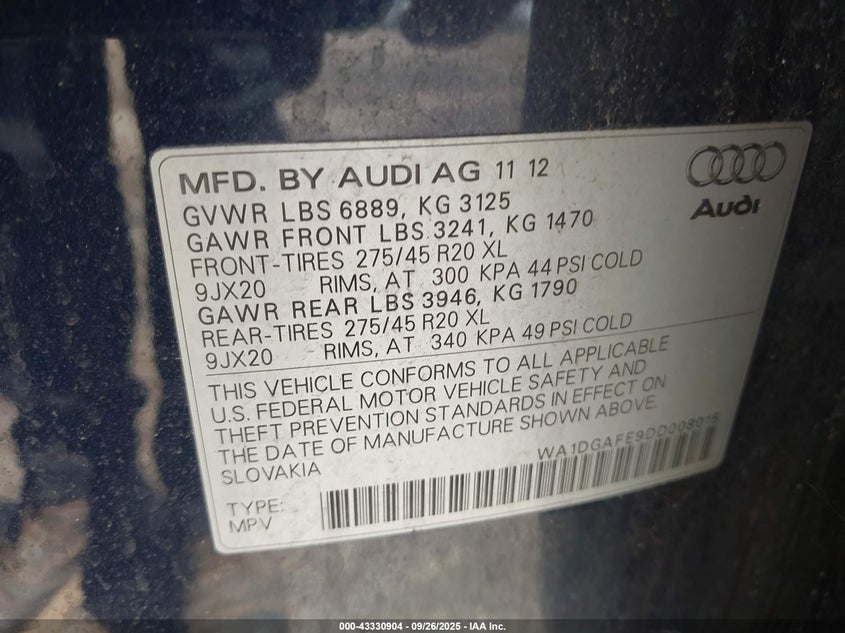 MFD. BY AUDI AG 11 12
Audi
GVWR LBS 6889, KG 3125
GAWR FRONT LBS 3241, KG 1470
FRONT-TIRES 275/45 R20 XL
9JX20 RIMS, AT 300 KPA 44 PSI COLD
GAWR REAR LBS 3946, KG 1790
REAR-TIRES 275/45 R20 XL
9JX20 RIMS, AT 340 KPA 49 PSI COLD
THIS VEHICLE CONFORMS TO ALL APPLICABLE
U.S. FEDERAL MOTOR VEHICLE SAFETY AND
THEFT PREVENTION STANDARDS IN EFFECT ON
THE DATE OF MANUFACTURE SHOWN ABOVE.
SLOVAKIA
WA1DGAFE9DD008015
TYPE:
MPV
000-43330904 - 09/26/2025 - IAA Inc.